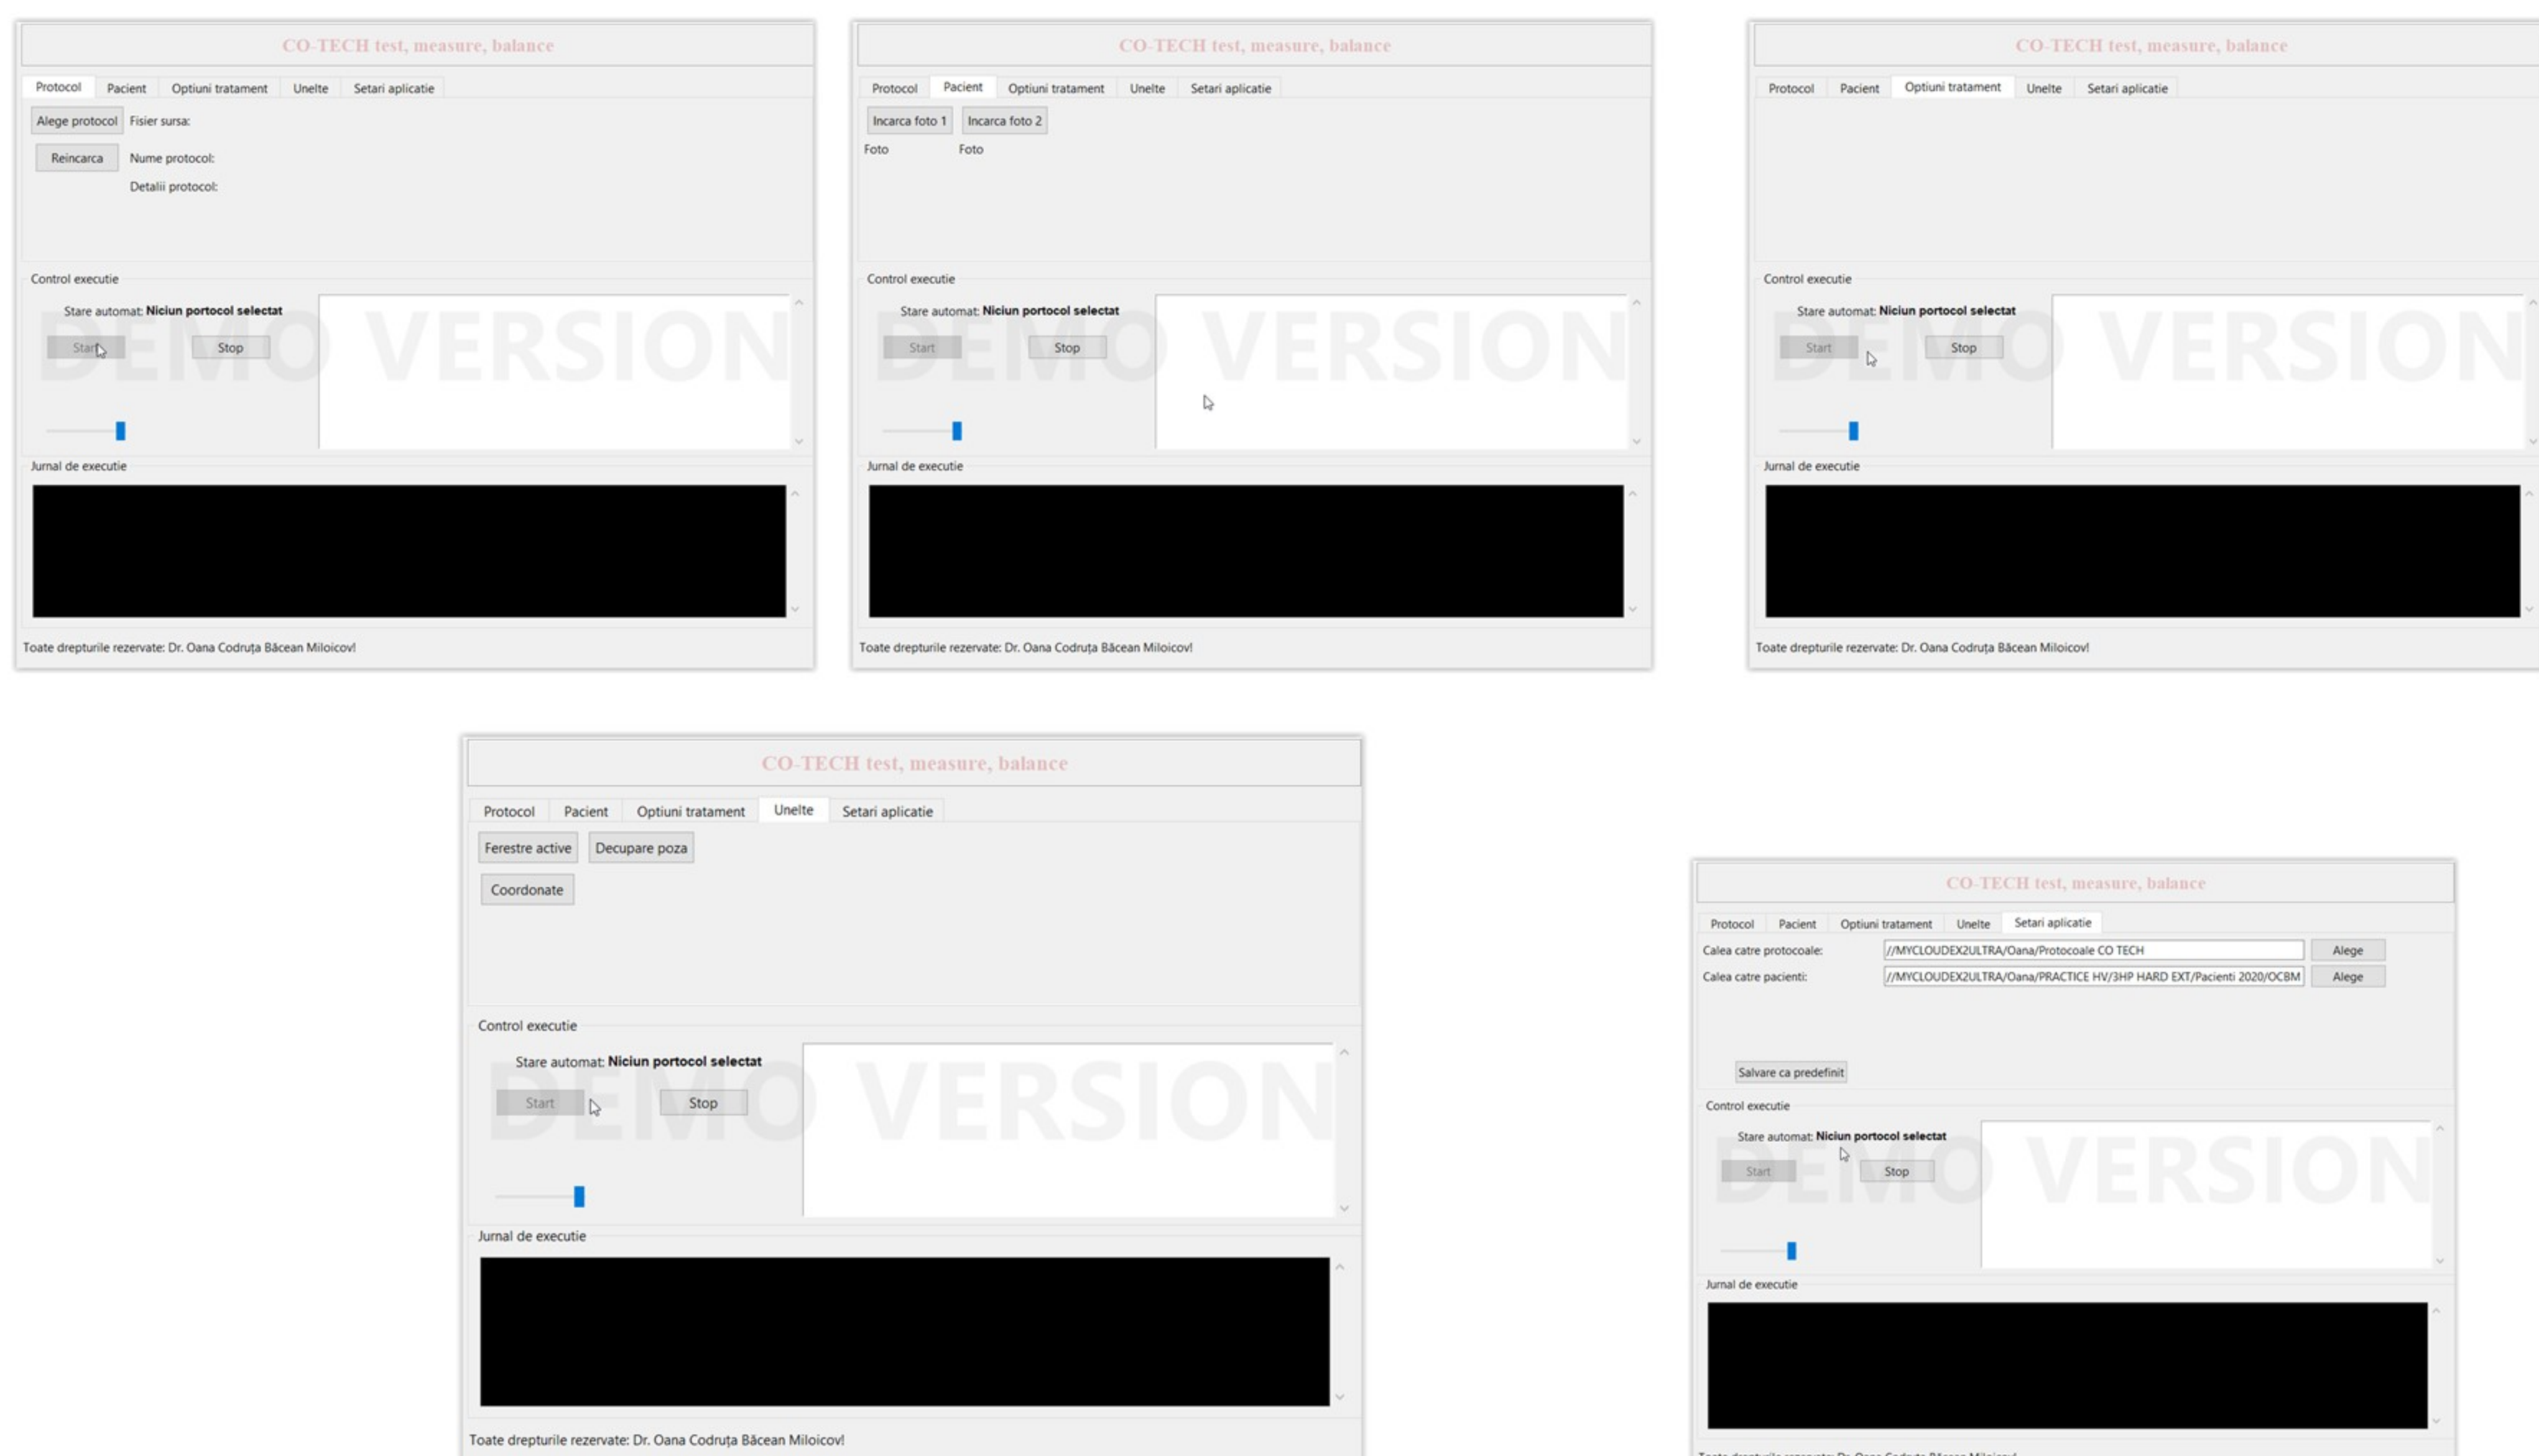 CO-TECH test, measure, balance
Protocol Pacient Optiuni tratament Unelte Setari aplicatie
Alege protocol Fisier sursa:
Reincarca Nume protocol:
Detalii protocol:
Control executie
Stare automat: Niciun portocol selectat
DEMO VERSION
Start Stop
Jurnal de executie
Toate drepturile rezervate: Dr. Oana Codruța Băcean Miloicov!
CO-TECH test, measure, balance
Protocol Pacient Optiuni tratament Unelte Setari aplicatie
Incarca foto 1 Incarca foto 2
Foto Foto
Control executie
Stare automat: Niciun portocol selectat
DEMO VERSION
Start Stop
Jurnal de executie
Toate drepturile rezervate: Dr. Oana Codruța Băcean Miloicov!
CO-TECH test, measure, balance
Protocol Pacient Optiuni tratament Unelte Setari aplicatie
Control executie
Stare automat: Niciun portocol selectat
DEMO VERSION
Start Stop
Jurnal de executie
Toate drepturile rezervate: Dr. Oana Codruța Băcean Miloicov!
CO-TECH test, measure, balance
Protocol Pacient Optiuni tratament Unelte Setari aplicatie
Ferestre active Decupare poza
Coordonate
Control executie
Stare automat: Niciun portocol selectat
DEMO VERSION
Start Stop
Jurnal de executie
Toate drepturile rezervate: Dr. Oana Codruța Băcean Miloicov!
CO-TECH test, measure, balance
Protocol Pacient Optiuni tratament Unelte Setari aplicatie
Calea catre protocoale: //MYCLOUDEX2ULTRA/Oana/Protocoale CO TECH Alege
Calea catre pacienti: //MYCLOUDEX2ULTRA/Oana/PRACTICE HV/3HP HARD EXT/Pacienti 2020/OCBM Alege
Salvare ca predefinit
Control executie
Stare automat: Niciun portocol selectat
DEMO VERSION
Start Stop
Jurnal de executie